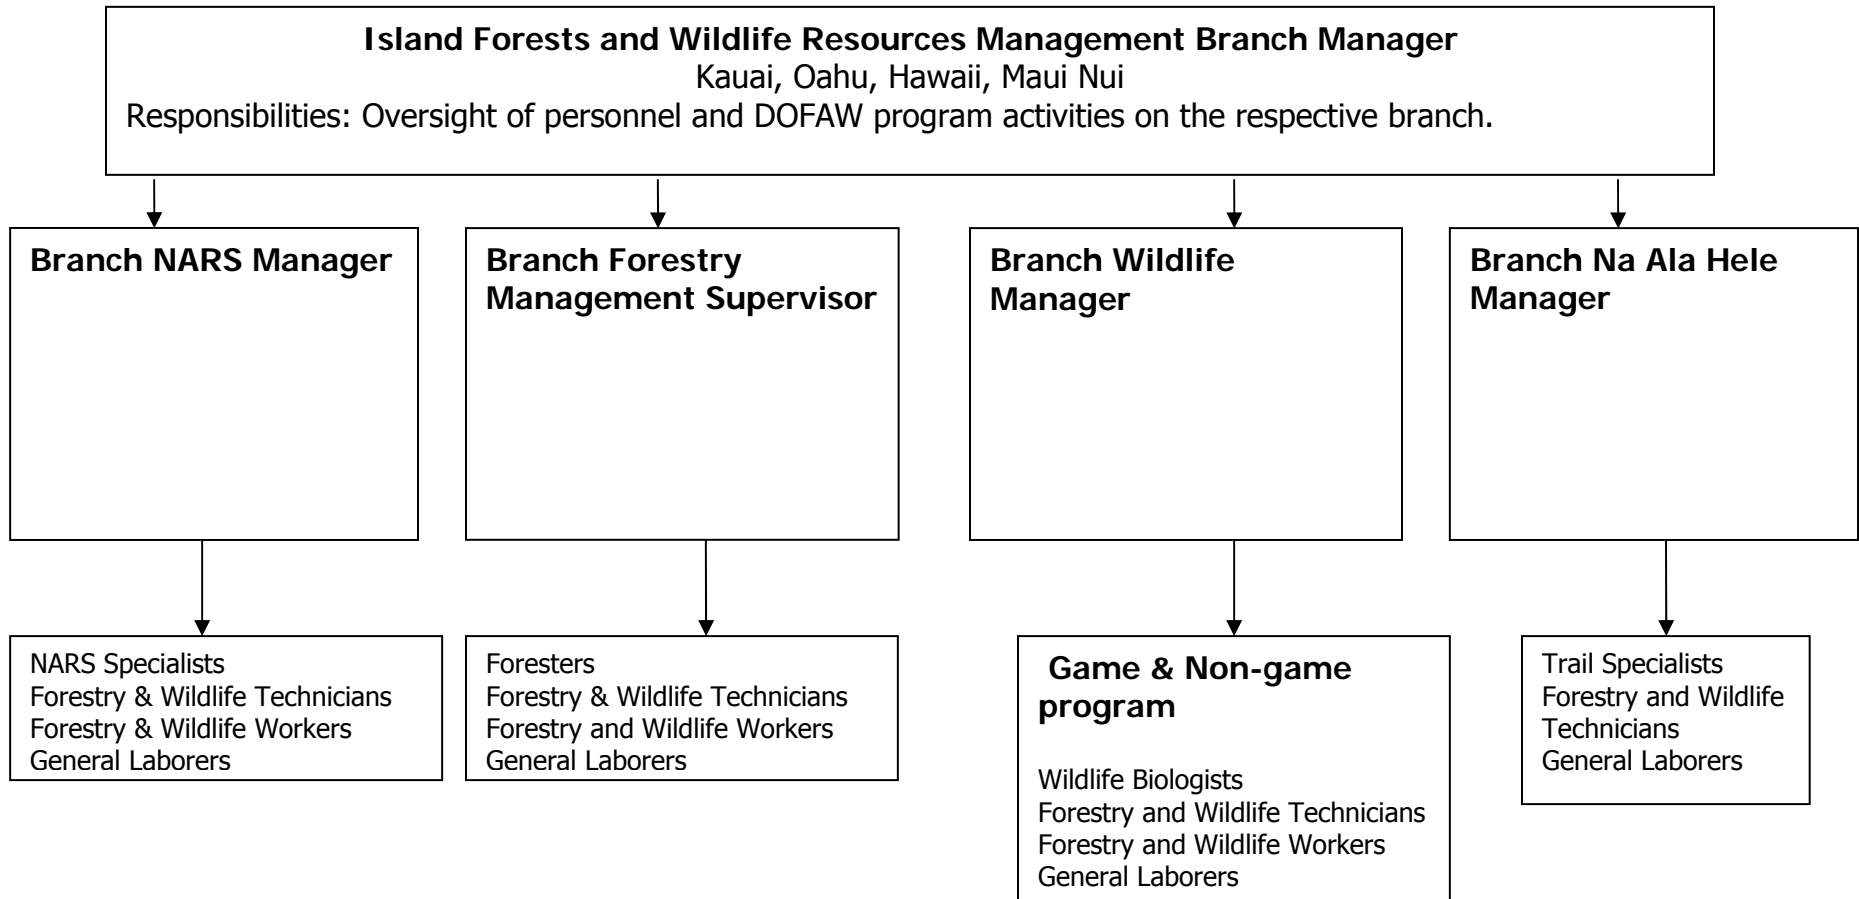 Island Forests and Wildlife Resources Management Branch Manager
Kauai, Oahu, Hawaii, Maui Nui
Responsibilities: Oversight of personnel and DOFAW program activities on the respective branch.
Branch NARS Manager
Branch Forestry
Management Supervisor
Branch Wildlife
Manager
Branch Na Ala Hele
Manager
NARS Specialists
Forestry & Wildlife Technicians
Forestry & Wildlife Workers
General Laborers
Foresters
Forestry & Wildlife Technicians
Forestry and Wildlife Workers
General Laborers
Game & Non-game
program
Wildlife Biologists
Forestry and Wildlife Technicians
Forestry and Wildlife Workers
General Laborers
Trail Specialists
Forestry and Wildlife
Technicians
General Laborers